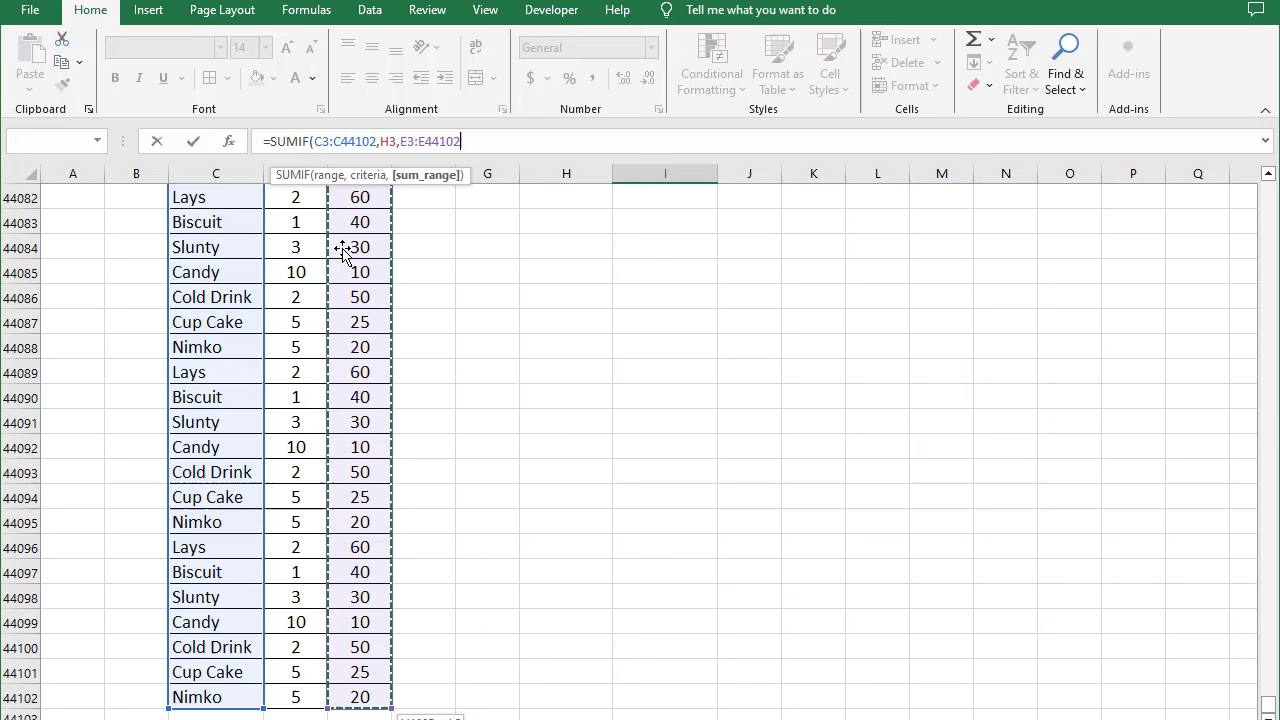 File Home Insert Page Layout Formulas Data Review View Developer Help Tell me what you want to do
14 A A ab General Σ
Paste Conditional Format as Cell Insert Sort & Find & Add-ins
B I U A $ % , Formatting Table Styles Delete Filter Select
Format
Clipboard Font Alignment Number Styles Cells Editing Add-ins
fx =SUMIF(C3:C44102,H3,E3:E44102
SUMIF(range, criteria, [sum_range])
A B C G H I J K L M N O P Q
44082 Lays 2 60
44083 Biscuit 1 40
44084 Slunty 3 30
44085 Candy 10 10
44086 Cold Drink 2 50
44087 Cup Cake 5 25
44088 Nimko 5 20
44089 Lays 2 60
44090 Biscuit 1 40
44091 Slunty 3 30
44092 Candy 10 10
44093 Cold Drink 2 50
44094 Cup Cake 5 25
44095 Nimko 5 20
44096 Lays 2 60
44097 Biscuit 1 40
44098 Slunty 3 30
44099 Candy 10 10
44100 Cold Drink 2 50
44101 Cup Cake 5 25
44102 Nimko 5 20
44103